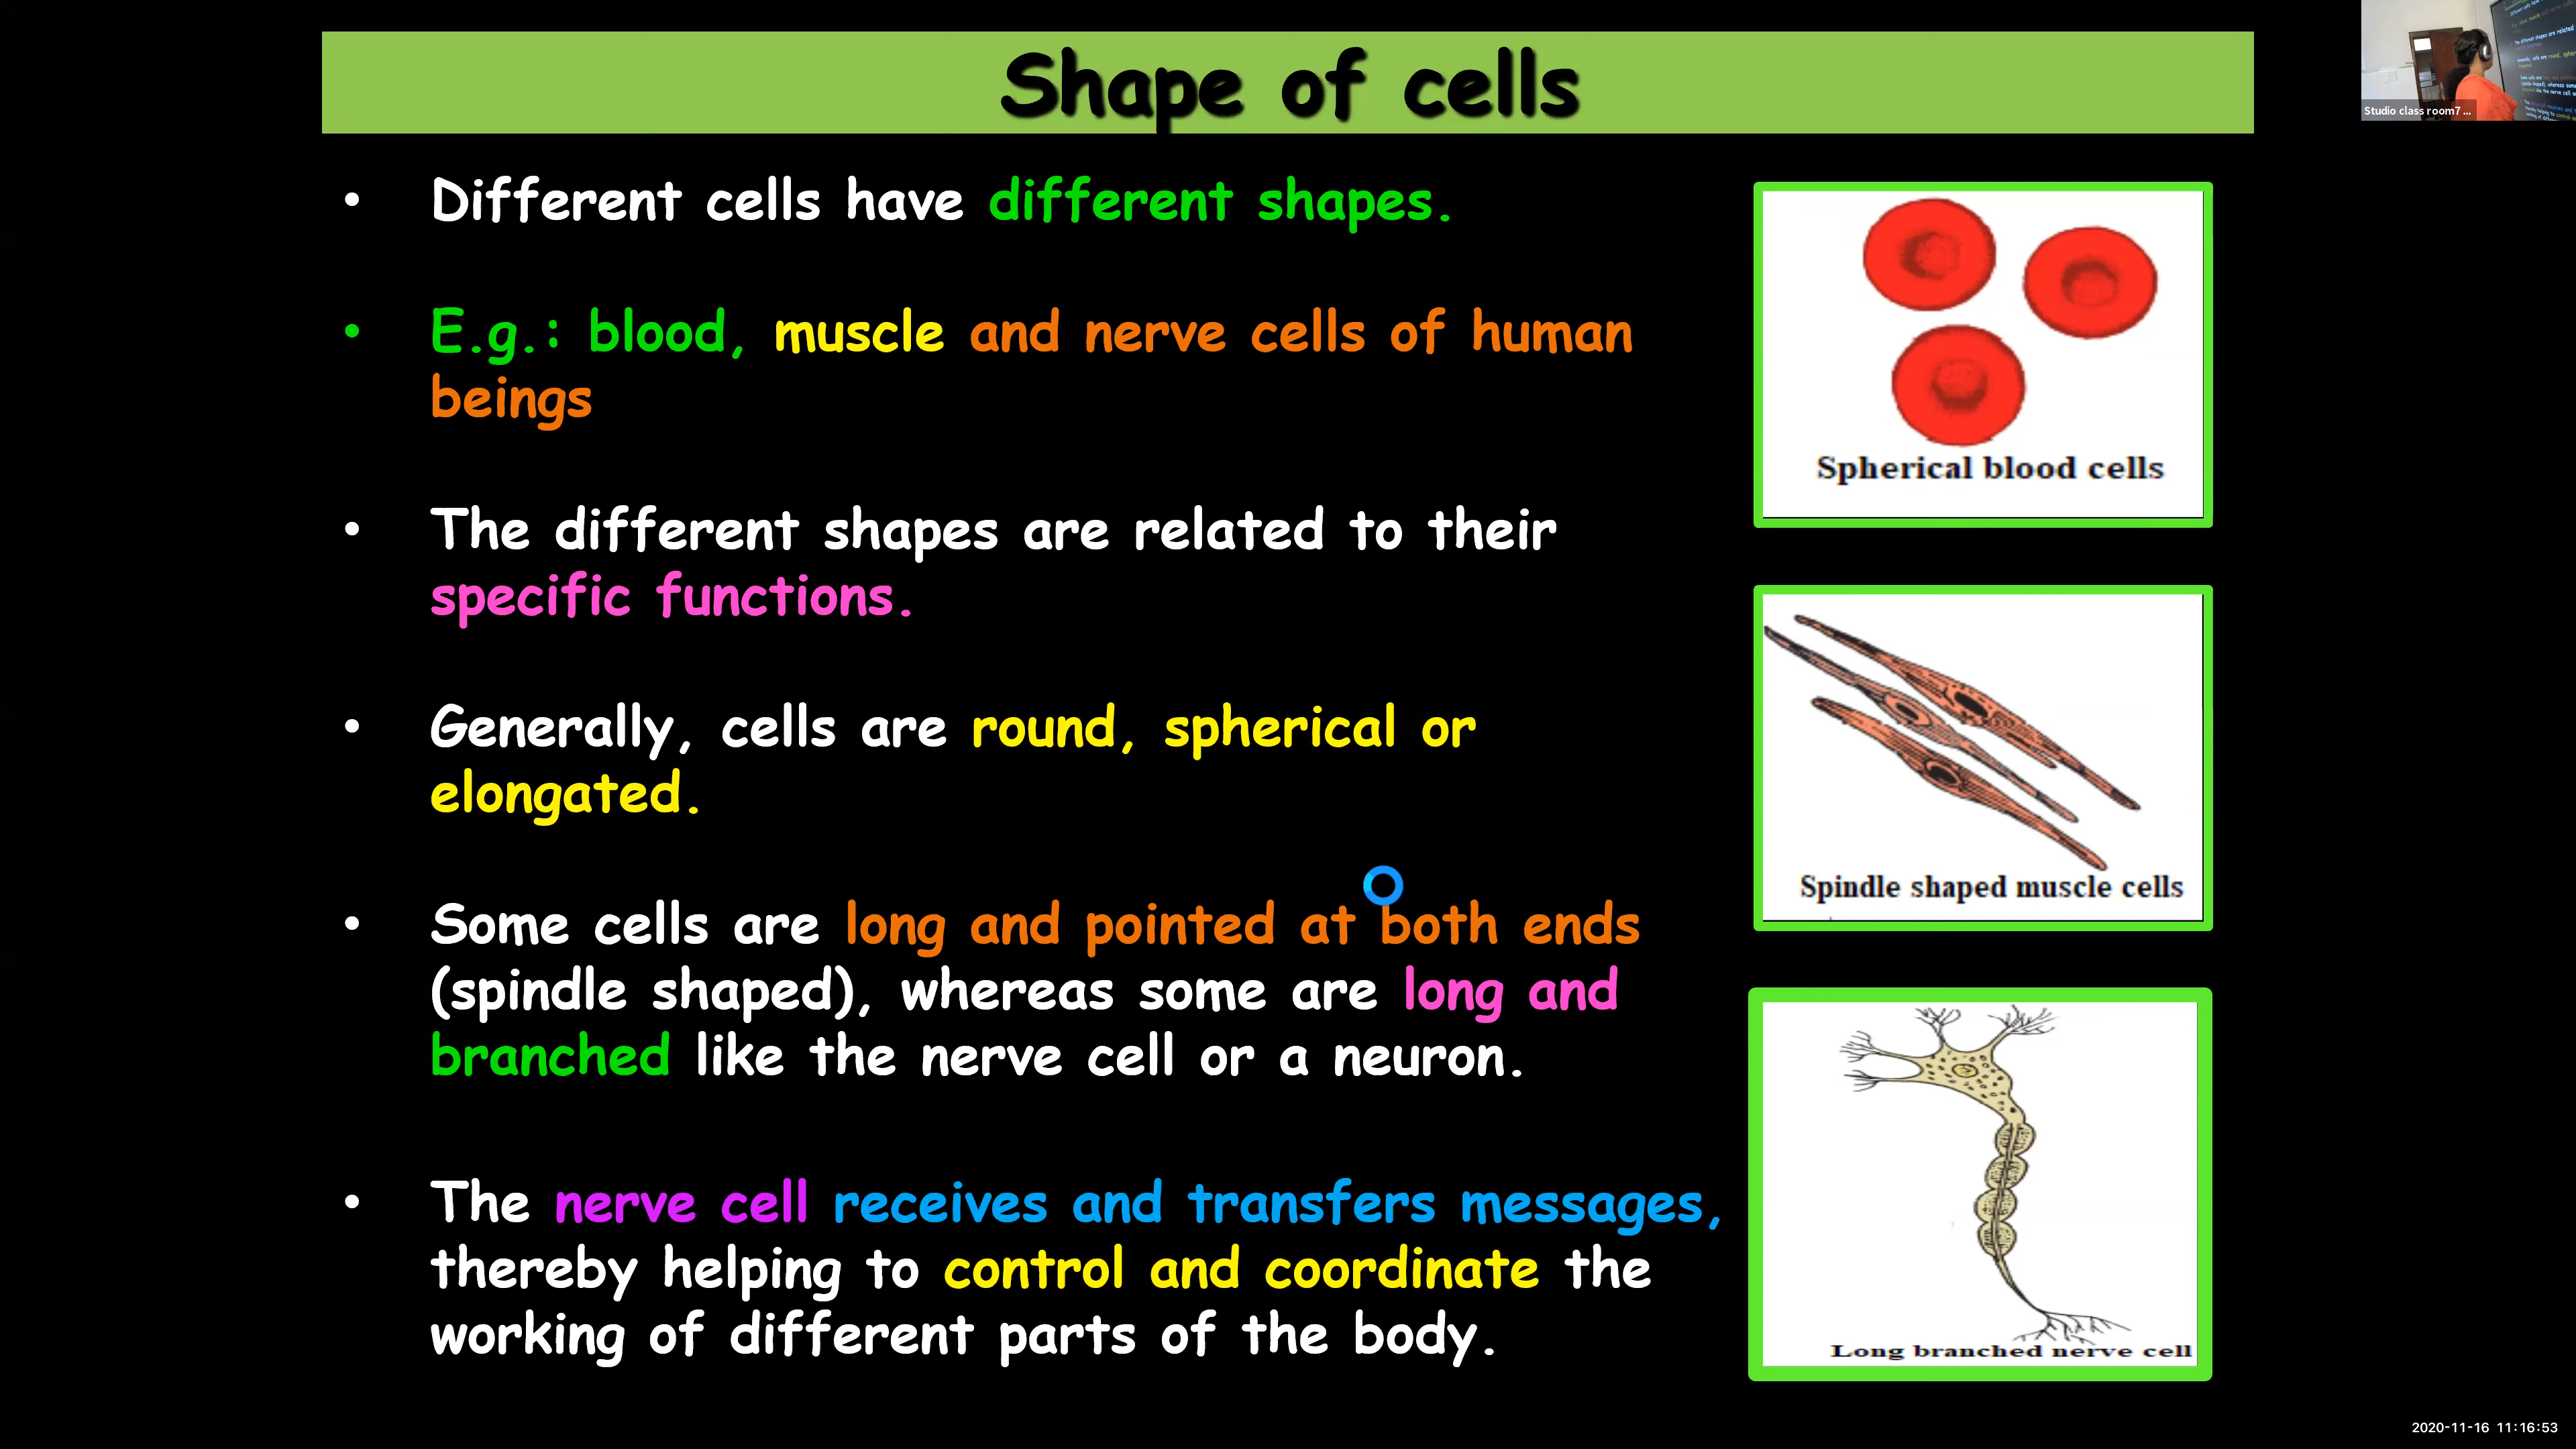 Shape of cells
Studio class room7 ...
• Different cells have different shapes.
• E.g.: blood, muscle and nerve cells of human
beings
• The different shapes are related to their
specific functions.
• Generally, cells are round, spherical or
elongated.
• Some cells are long and pointed at both ends
(spindle shaped), whereas some are long and
branched like the nerve cell or a neuron.
• The nerve cell receives and transfers messages,
thereby helping to control and coordinate the
working of different parts of the body.
Spherical blood cells
Spindle shaped muscle cells
Long branched nerve cell
2020-11-16 11:16:53